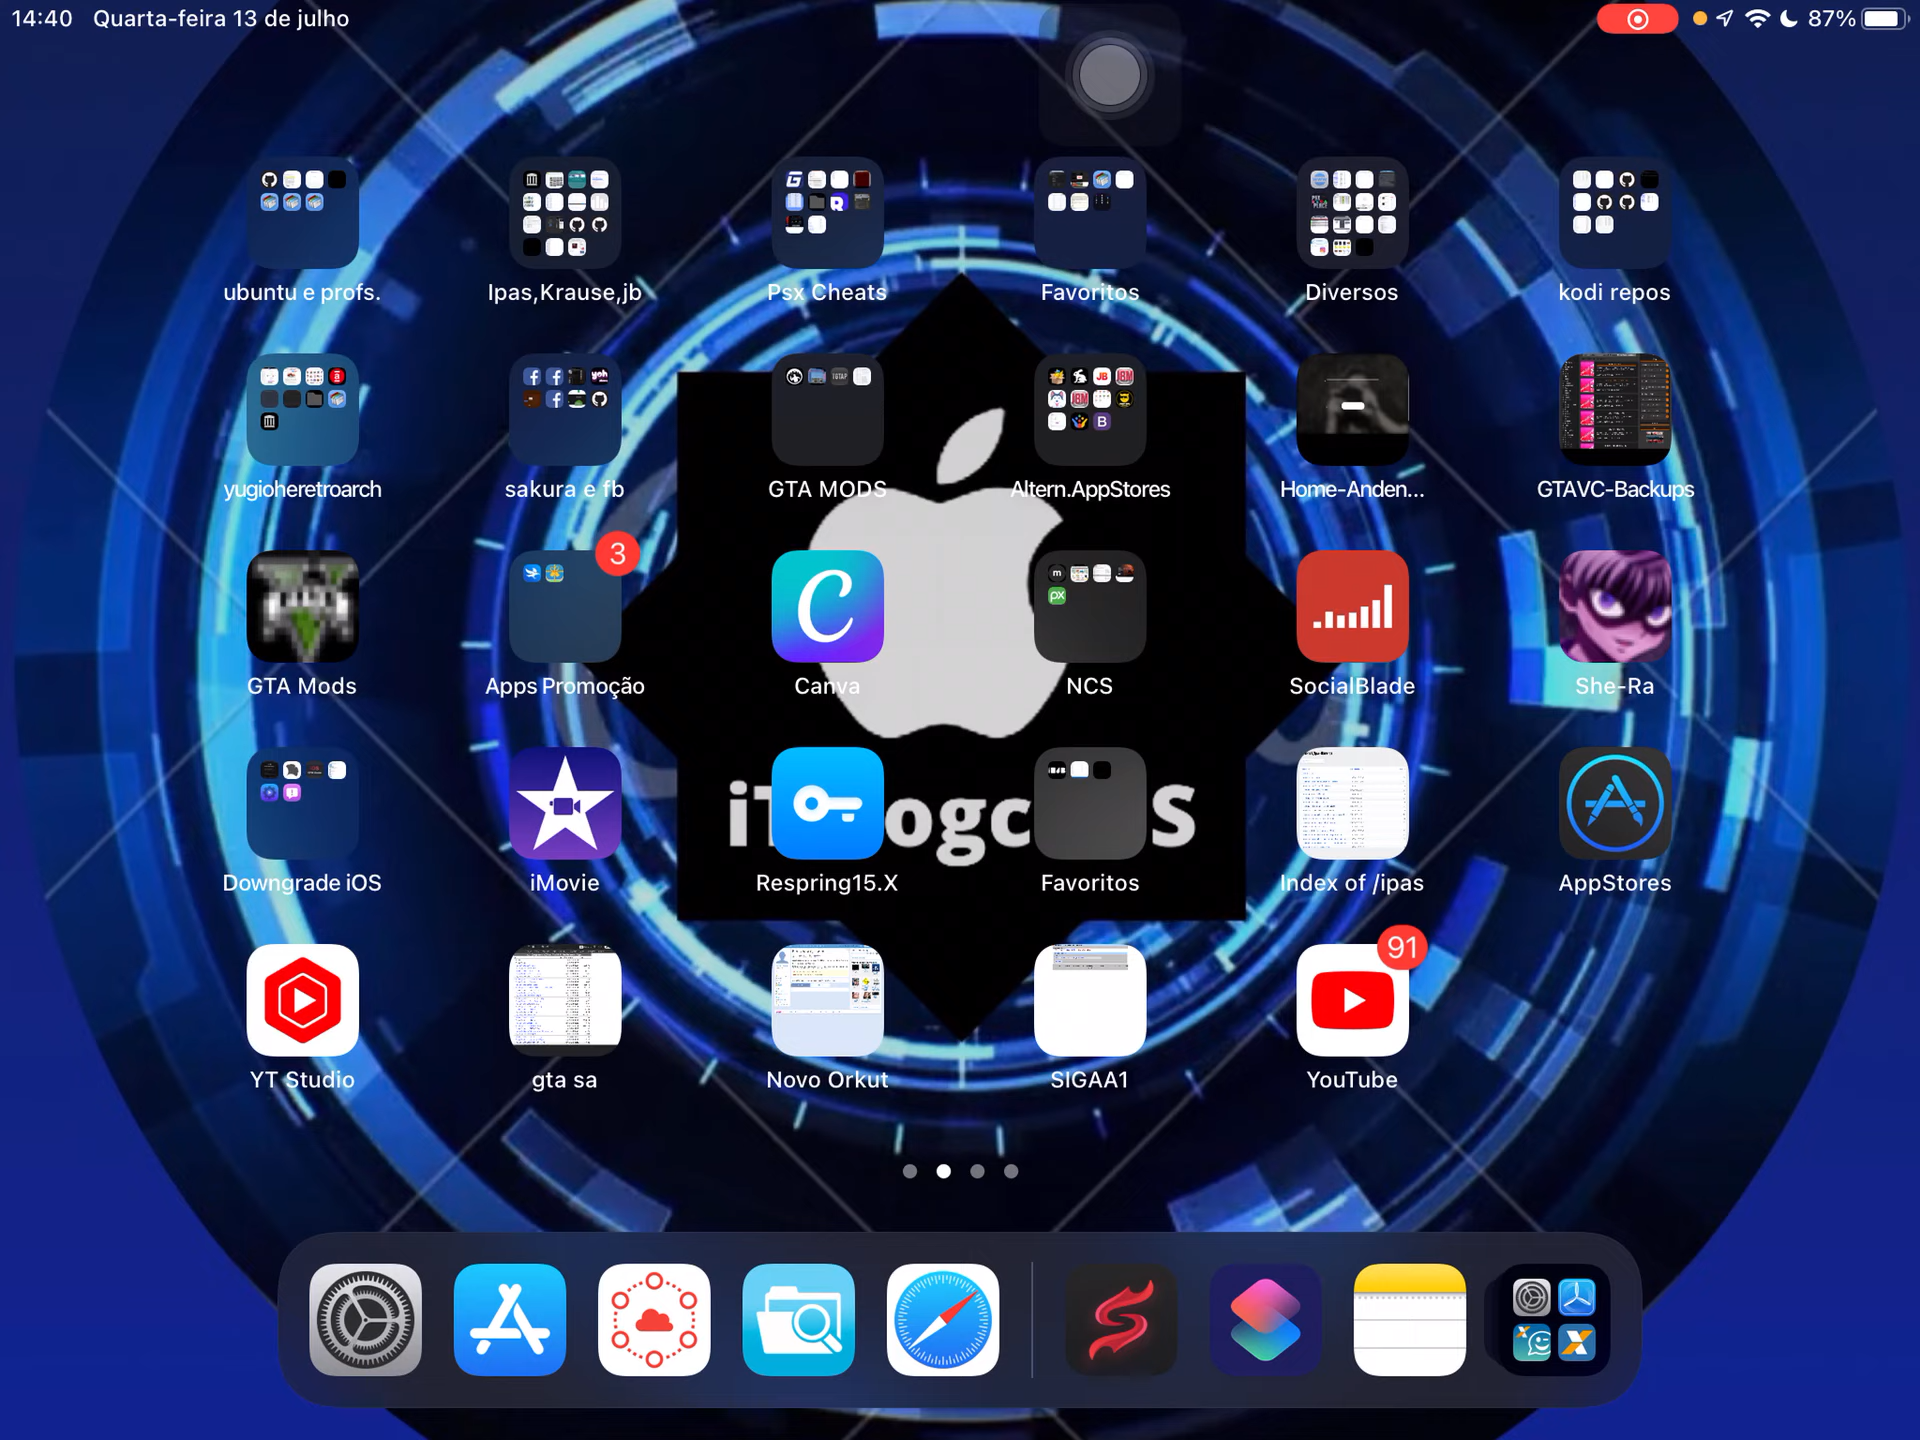 14:40 Quarta-feira 13 de julho
87%
ubuntu e profs.
Ipas,Krause,jb
Psx Cheats
Favoritos
Diversos
kodi repos
yugioheretroarch
sakura e fb
GTA MODS
Altern.AppStores
Home-Anden...
GTAVC-Backups
3
GTA Mods
Apps Promoção
Canva
NCS
SocialBlade
She-Ra
Downgrade iOS
iMovie
Respring15.X
Favoritos
Index of /ipas
AppStores
91
YT Studio
gta sa
Novo Orkut
SIGAA1
YouTube